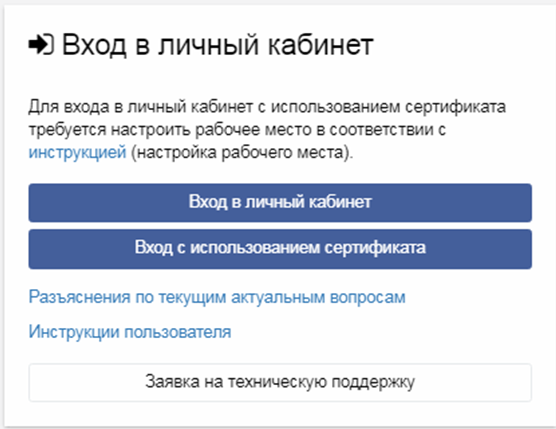 Вход в личный кабинет
Для входа в личный кабинет с использованием сертификата
требуется настроить рабочее место в соответствии с
инструкцией (настройка рабочего места).
Вход в личный кабинет
Вход с использованием сертификата
Разъяснения по текущим актуальным вопросам
Инструкции пользователя
Заявка на техническую поддержку